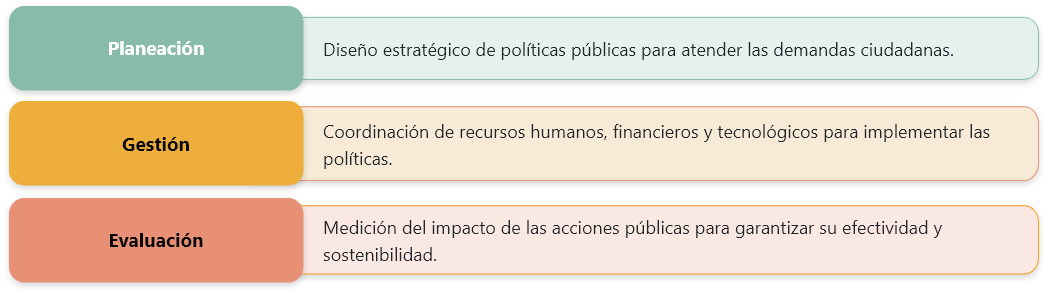 Planeación
Diseño estratégico de políticas públicas para atender las demandas ciudadanas.
Gestión
Coordinación de recursos humanos, financieros y tecnológicos para implementar las
políticas.
Evaluación
Medición del impacto de las acciones públicas para garantizar su efectividad y
sostenibilidad.